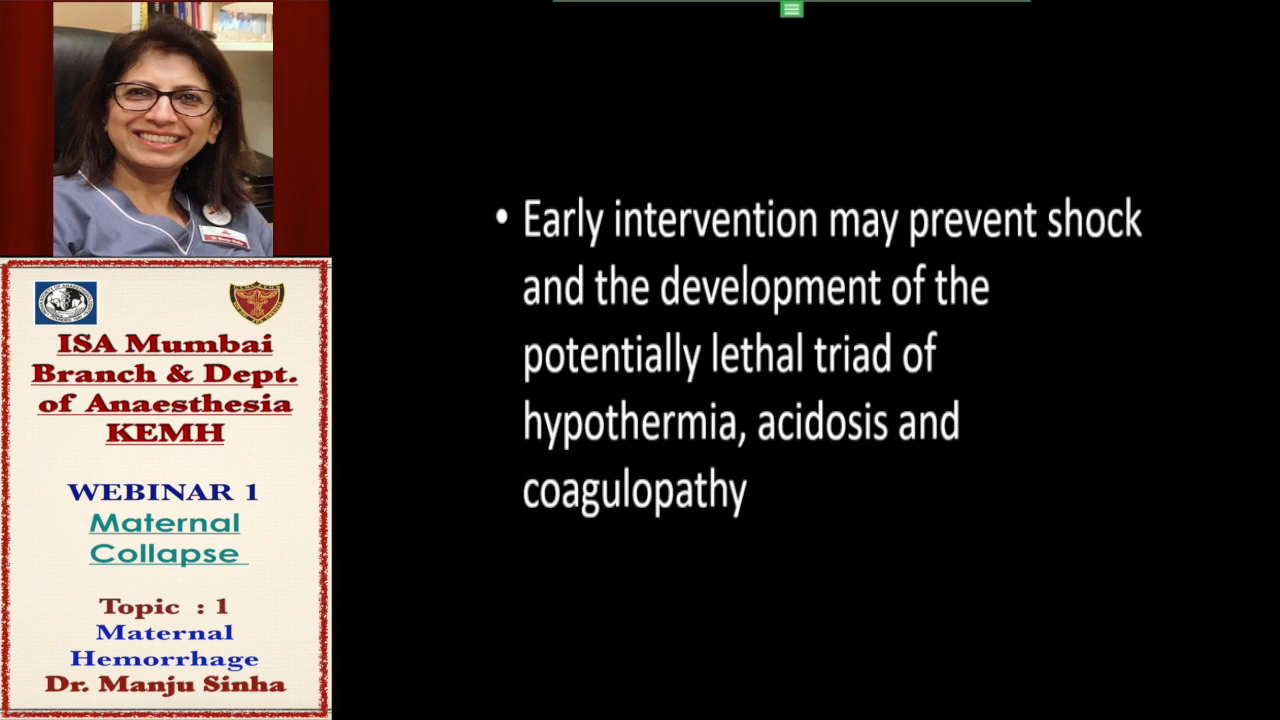 ISA Mumbai
Branch & Dept.
of Anaesthesia
KEMH
WEBINAR 1
Maternal
Collapse
Topic : 1
Maternal
Hemorrhage
Dr. Manju Sinha
• Early intervention may prevent shock
and the development of the
potentially lethal triad of
hypothermia, acidosis and
coagulopathy